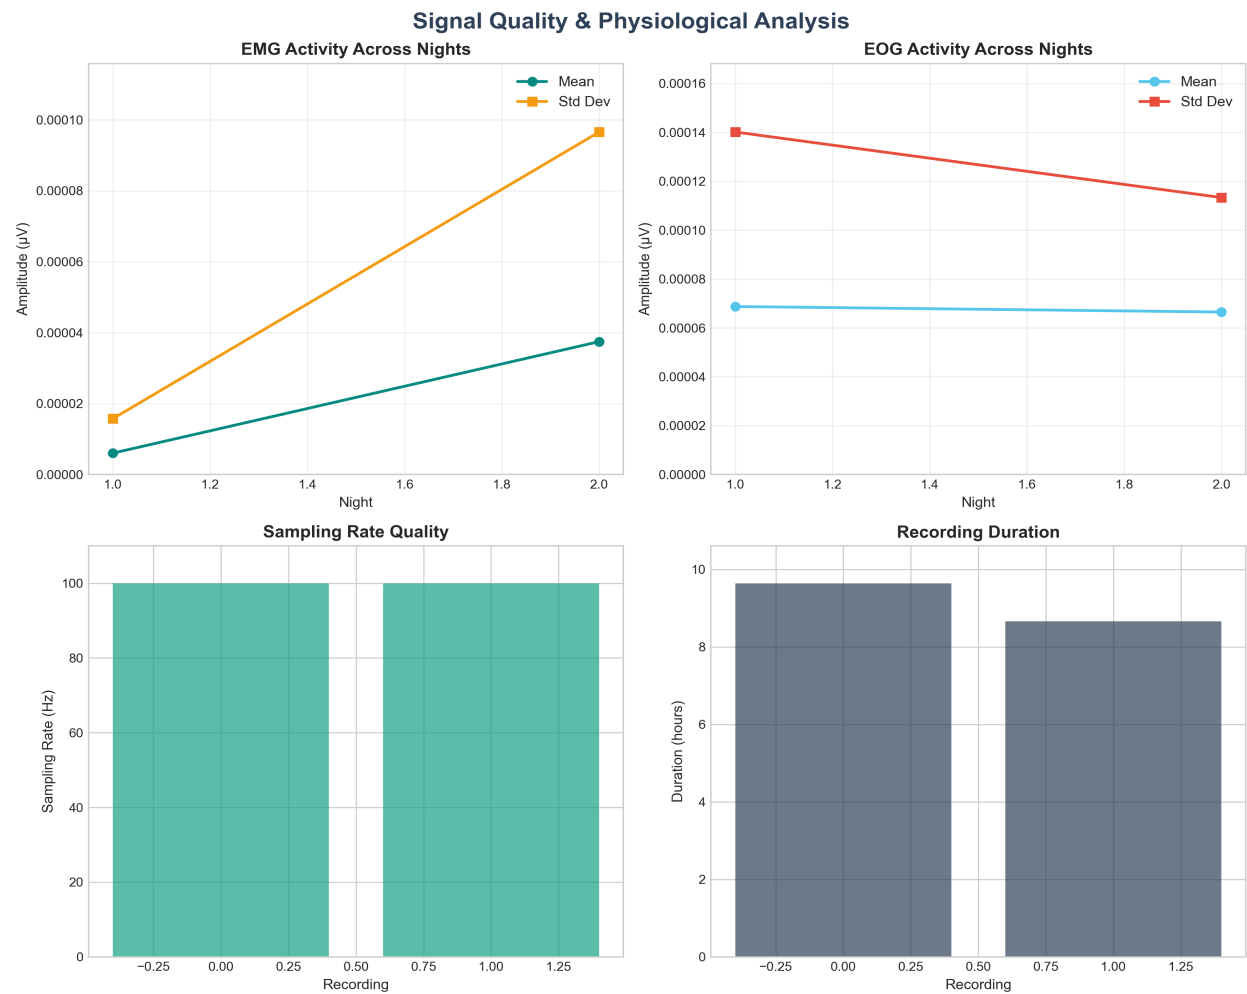 Signal Quality & Physiological Analysis
EMG Activity Across Nights
Mean
Std Dev
0.00010
0.00008
0.00006
0.00004
0.00002
0.00000
Amplitude (μV)
1.0 1.2 1.4 1.6 1.8 2.0
Night
EOG Activity Across Nights
Mean
Std Dev
0.00016
0.00014
0.00012
0.00010
0.00008
0.00006
0.00004
0.00002
0.00000
Amplitude (μV)
1.0 1.2 1.4 1.6 1.8 2.0
Night
Sampling Rate Quality
100
80
60
40
20
0
Sampling Rate (Hz)
−0.25 0.00 0.25 0.50 0.75 1.00 1.25
Recording
Recording Duration
10
8
6
4
2
0
Duration (hours)
−0.25 0.00 0.25 0.50 0.75 1.00 1.25
Recording